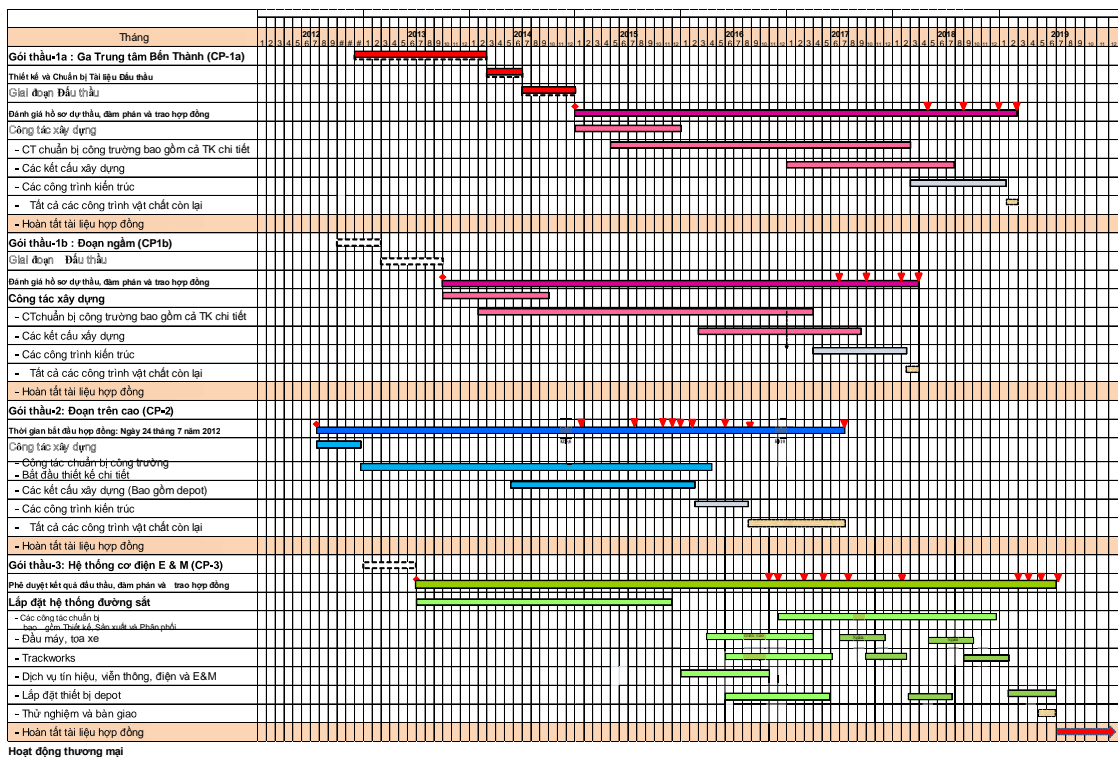 2012 2013 2014 2015 2016 2017 2018 2019
Tháng
Gói thầu-1a : Ga Trung tâm Bến Thành (CP-1a)
Thiết kế và Chuẩn bị Tài liệu Đấu thầu
Giai đoạn Đấu thầu
Đánh giá hồ sơ dự thầu, đàm phán và trao hợp đồng
Công tác xây dựng
- CT chuẩn bị công trường bao gồm cả TK chi tiết
- Các kết cấu xây dựng
- Các công trình kiến trúc
- Tất cả các công trình vật chất còn lại
- Hoàn tất tài liệu hợp đồng
Gói thầu-1b : Đoạn ngầm (CP1b)
Giai đoạn Đấu thầu
Đánh giá hồ sơ dự thầu, đàm phán và trao hợp đồng
Công tác xây dựng
- CTchuẩn bị công trường bao gồm cả TK chi tiết
- Các kết cấu xây dựng
- Các công trình kiến trúc
- Tất cả các công trình vật chất còn lại
- Hoàn tất tài liệu hợp đồng
Gói thầu-2: Đoạn trên cao (CP-2)
Thời gian bắt đầu hợp đồng: Ngày 24 tháng 7 năm 2012
Công tác xây dựng
- Công tác chuẩn bị công trường
- Bắt đầu thiết kế chi tiết
- Các kết cấu xây dựng (Bao gồm depot)
- Các công trình kiến trúc
- Tất cả các công trình vật chất còn lại
- Hoàn tất tài liệu hợp đồng
Gói thầu-3: Hệ thống cơ điện E & M (CP-3)
Phê duyệt kết quả đấu thầu, đàm phán và trao hợp đồng
Lắp đặt hệ thống đường sắt
- Các công tác chuẩn bị
bao gồm Thiết kế, Sản xuất và Phân phối
- Đầu máy, toa xe
- Trackworks
- Dịch vụ tín hiệu, viễn thông, điện và E&M
- Lắp đặt thiết bị depot
- Thử nghiệm và bàn giao
- Hoàn tất tài liệu hợp đồng
Hoạt động thương mại